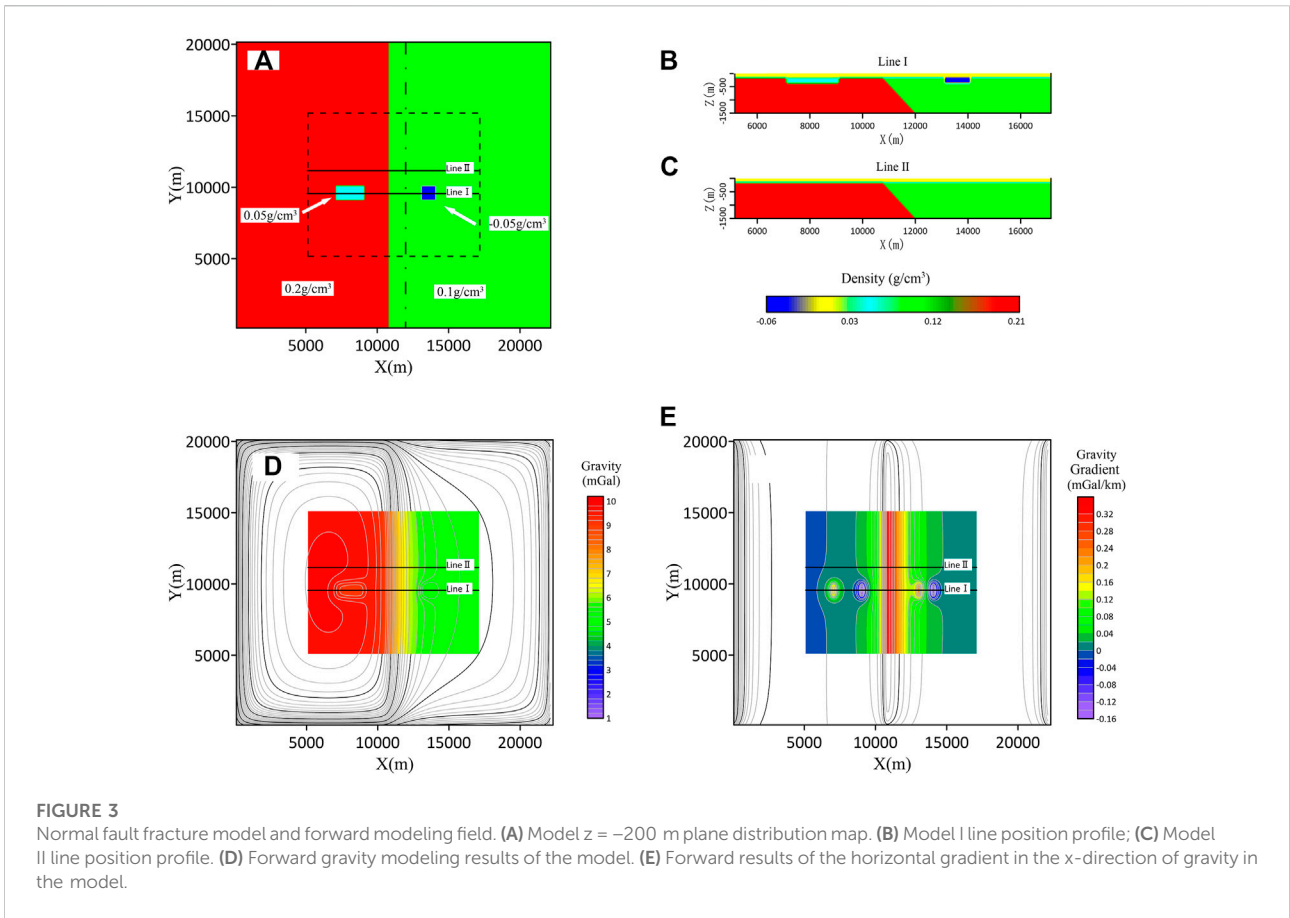 A
20000
15000
10000
5000
Y(m)
Line Ⅱ
Line Ⅰ
0.05g/cm³
-0.05g/cm³
0.2g/cm³
0.1g/cm³
5000 10000 15000 20000
X(m)
B
Line I
Z(m)
-500
-1500
6000 8000 10000 12000 14000 16000
X(m)
C
Line II
Z(m)
-500
-1500
6000 8000 10000 12000 14000 16000
X(m)
Density (g/cm³)
-0.06 0.03 0.12 0.21
D
20000
15000
10000
5000
Y(m)
Line Ⅱ
Line Ⅰ
5000 10000 15000 20000
X(m)
Gravity
(mGal)
10
9
8
7
6
5
4
3
2
1
E
20000
15000
10000
5000
Y(m)
Line Ⅱ
Line Ⅰ
5000 10000 15000 20000
X(m)
Gravity
Gradient
(mGal/km)
0.32
0.28
0.24
0.2
0.16
0.12
0.08
0.04
0
-0.04
-0.08
-0.12
-0.16
FIGURE 3
Normal fault fracture model and forward modeling field. (A) Model z = −200 m plane distribution map. (B) Model I line position profile; (C) Model
II line position profile. (D) Forward gravity modeling results of the model. (E) Forward results of the horizontal gradient in the x-direction of gravity in
the model.